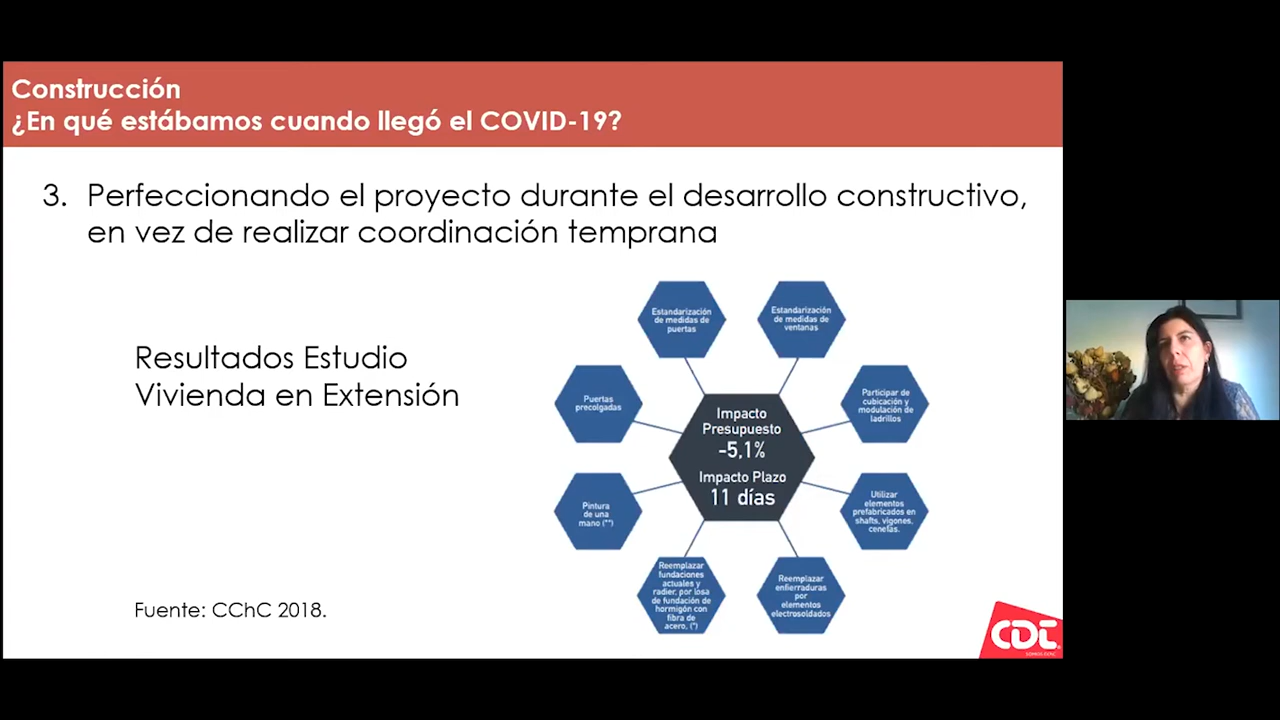 Construcción
¿En qué estábamos cuando llegó el COVID-19?
3. Perfeccionando el proyecto durante el desarrollo constructivo,
en vez de realizar coordinación temprana
Resultados Estudio
Vivienda en Extensión
Estandarización
de medidas de
puertas
Estandarización
de medidas de
ventanas
Puertas
precolgadas
Participar de
cubicación y
modulación de
ladrillos
Impacto
Presupuesto
-5,1%
Impacto Plazo
11 días
Pintura
de una
mano (**)
Utilizar
elementos
prefabricados en
shafts, vigones,
cenefas.
Reemplazar
fundaciones
actuales y
radier, por losa
de fundación de
hormigón con
fibra de
acero, (*)
Reemplazar
enfierraduras
por
elementos
electrosoldados
Fuente: CChC 2018.
CDT